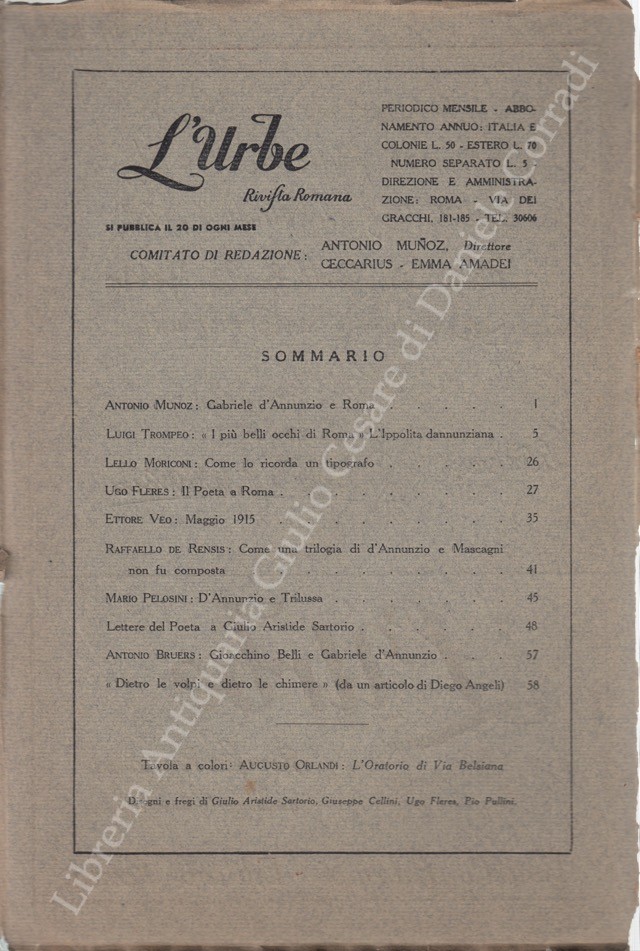 L'Urbe
Rivista Romana
SI PUBBLICA IL 20 DI OGNI MESE
PERIODICO MENSILE - ABBO-
NAMENTO ANNUO: ITALIA E
COLONIE L. 50 - ESTERO L. 70
NUMERO SEPARATO L. 5 -
DIREZIONE E AMMINISTRA-
ZIONE: ROMA - VIA DEI
GRACCHI, 181-185 - TEL. 30606
COMITATO DI REDAZIONE: ANTONIO MUÑOZ, Direttore
CECCARIUS - EMMA AMADEI
SOMMARIO
ANTONIO MUNOZ: Gabriele d'Annunzio e Roma . . . . . 1
LUIGI TROMPEO: « I più belli occhi di Roma » L'Ippolita dannunziana . 5
LELLO MORICONI: Come lo ricorda un tipografo . . . . . 26
UGO FLERES: Il Poeta a Roma . . . . . . . . 27
ETTORE VEO: Maggio 1915 . . . . . . . . 35
RAFFAELLO DE RENSIS: Come una trilogia di d'Annunzio e Mascagni
non fu composta . . . . . . . . 41
MARIO PELOSINI: D'Annunzio e Trilussa . . . . . . . 45
Lettere del Poeta a Giulio Aristide Sartorio . . . . . . 48
ANTONIO BRUERS: Gioacchino Belli e Gabriele d'Annunzio . . . 57
« Dietro le volpi e dietro le chimere » (da un articolo di Diego Angeli) 58
Tavola a colori: AUGUSTO ORLANDI: L'Oratorio di Via Belsiana
Disegni e fregi di Giulio Aristide Sartorio, Giuseppe Cellini, Ugo Fleres, Pio Pullini.
Libreria Antiquaria Giulio Cesare di Daniele Corradi